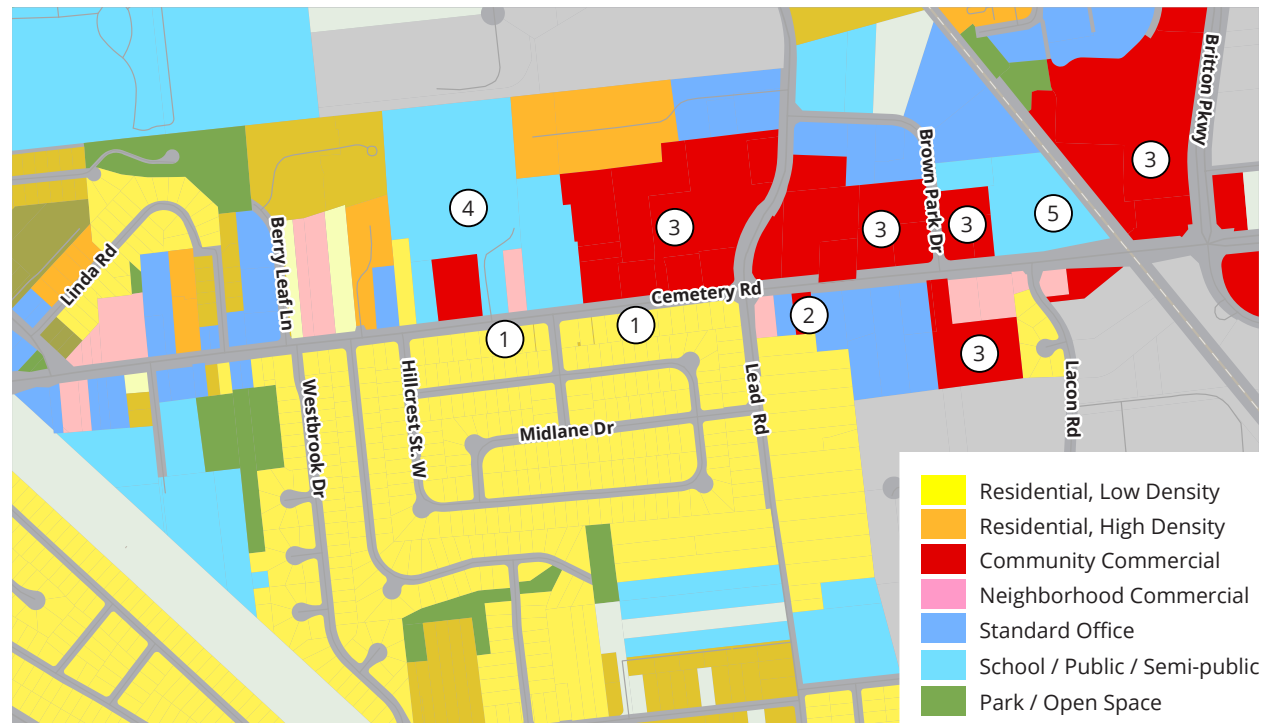 Britton Pkwy
Brown Park Dr
3
3
3
3
4
5
Berry Leaf Ln
Linda Rd
Cemetery Rd
1
1
2
3
Hillcrest St. W
Westbrook Dr
Midlane Dr
Lead Rd
Lacon Rd
Residential, Low Density
Residential, High Density
Community Commercial
Neighborhood Commercial
Standard Office
School / Public / Semi-public
Park / Open Space